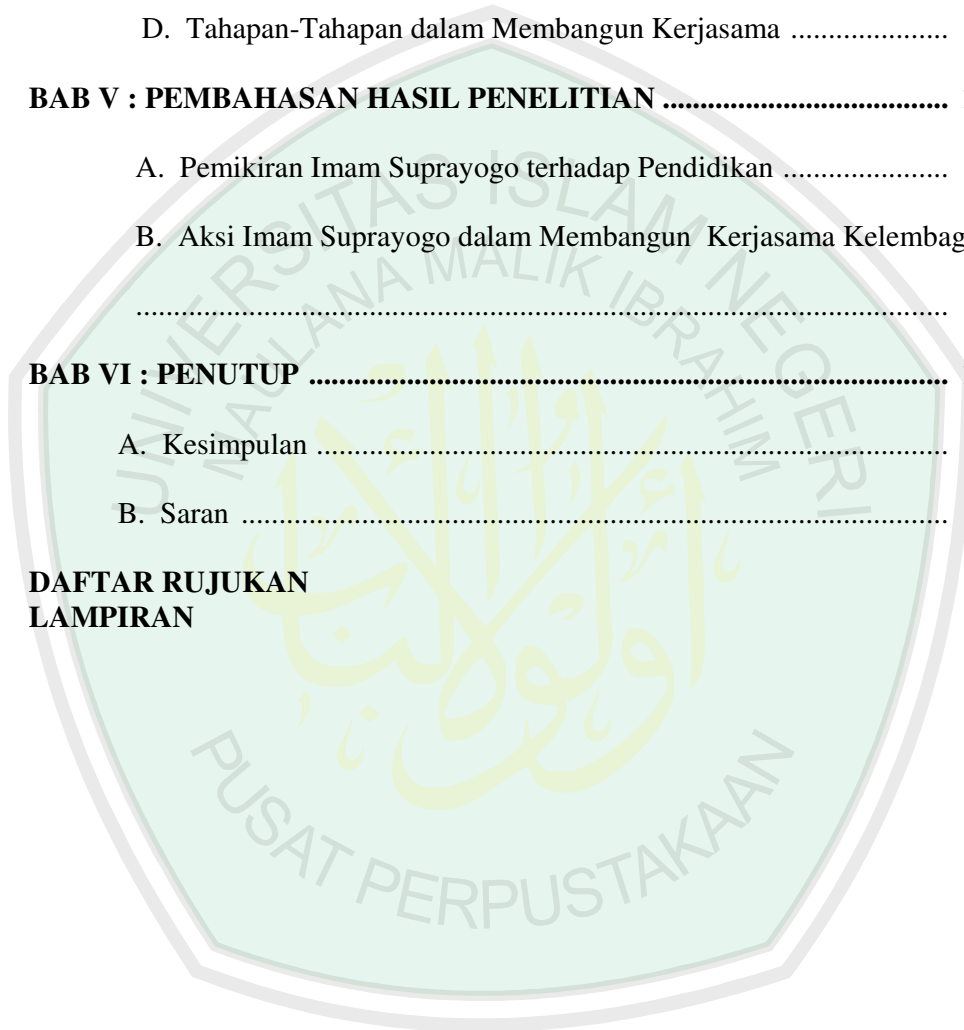 D. Tahapan-Tahapan dalam Membangun Kerjasama .....................
BAB V : PEMBAHASAN HASIL PENELITIAN ......................................
A. Pemikiran Imam Suprayogo terhadap Pendidikan ......................
B. Aksi Imam Suprayogo dalam Membangun Kerjasama Kelembag
.............................................................................................................
BAB VI : PENUTUP .....................................................................................
A. Kesimpulan .....................................................................................
B. Saran ...............................................................................................
DAFTAR RUJUKAN
LAMPIRAN
UNIVERSITAS ISLAM NEGERI
MAULANA MALIK IBRAHIM
PUSAT PERPUSTAKAAN